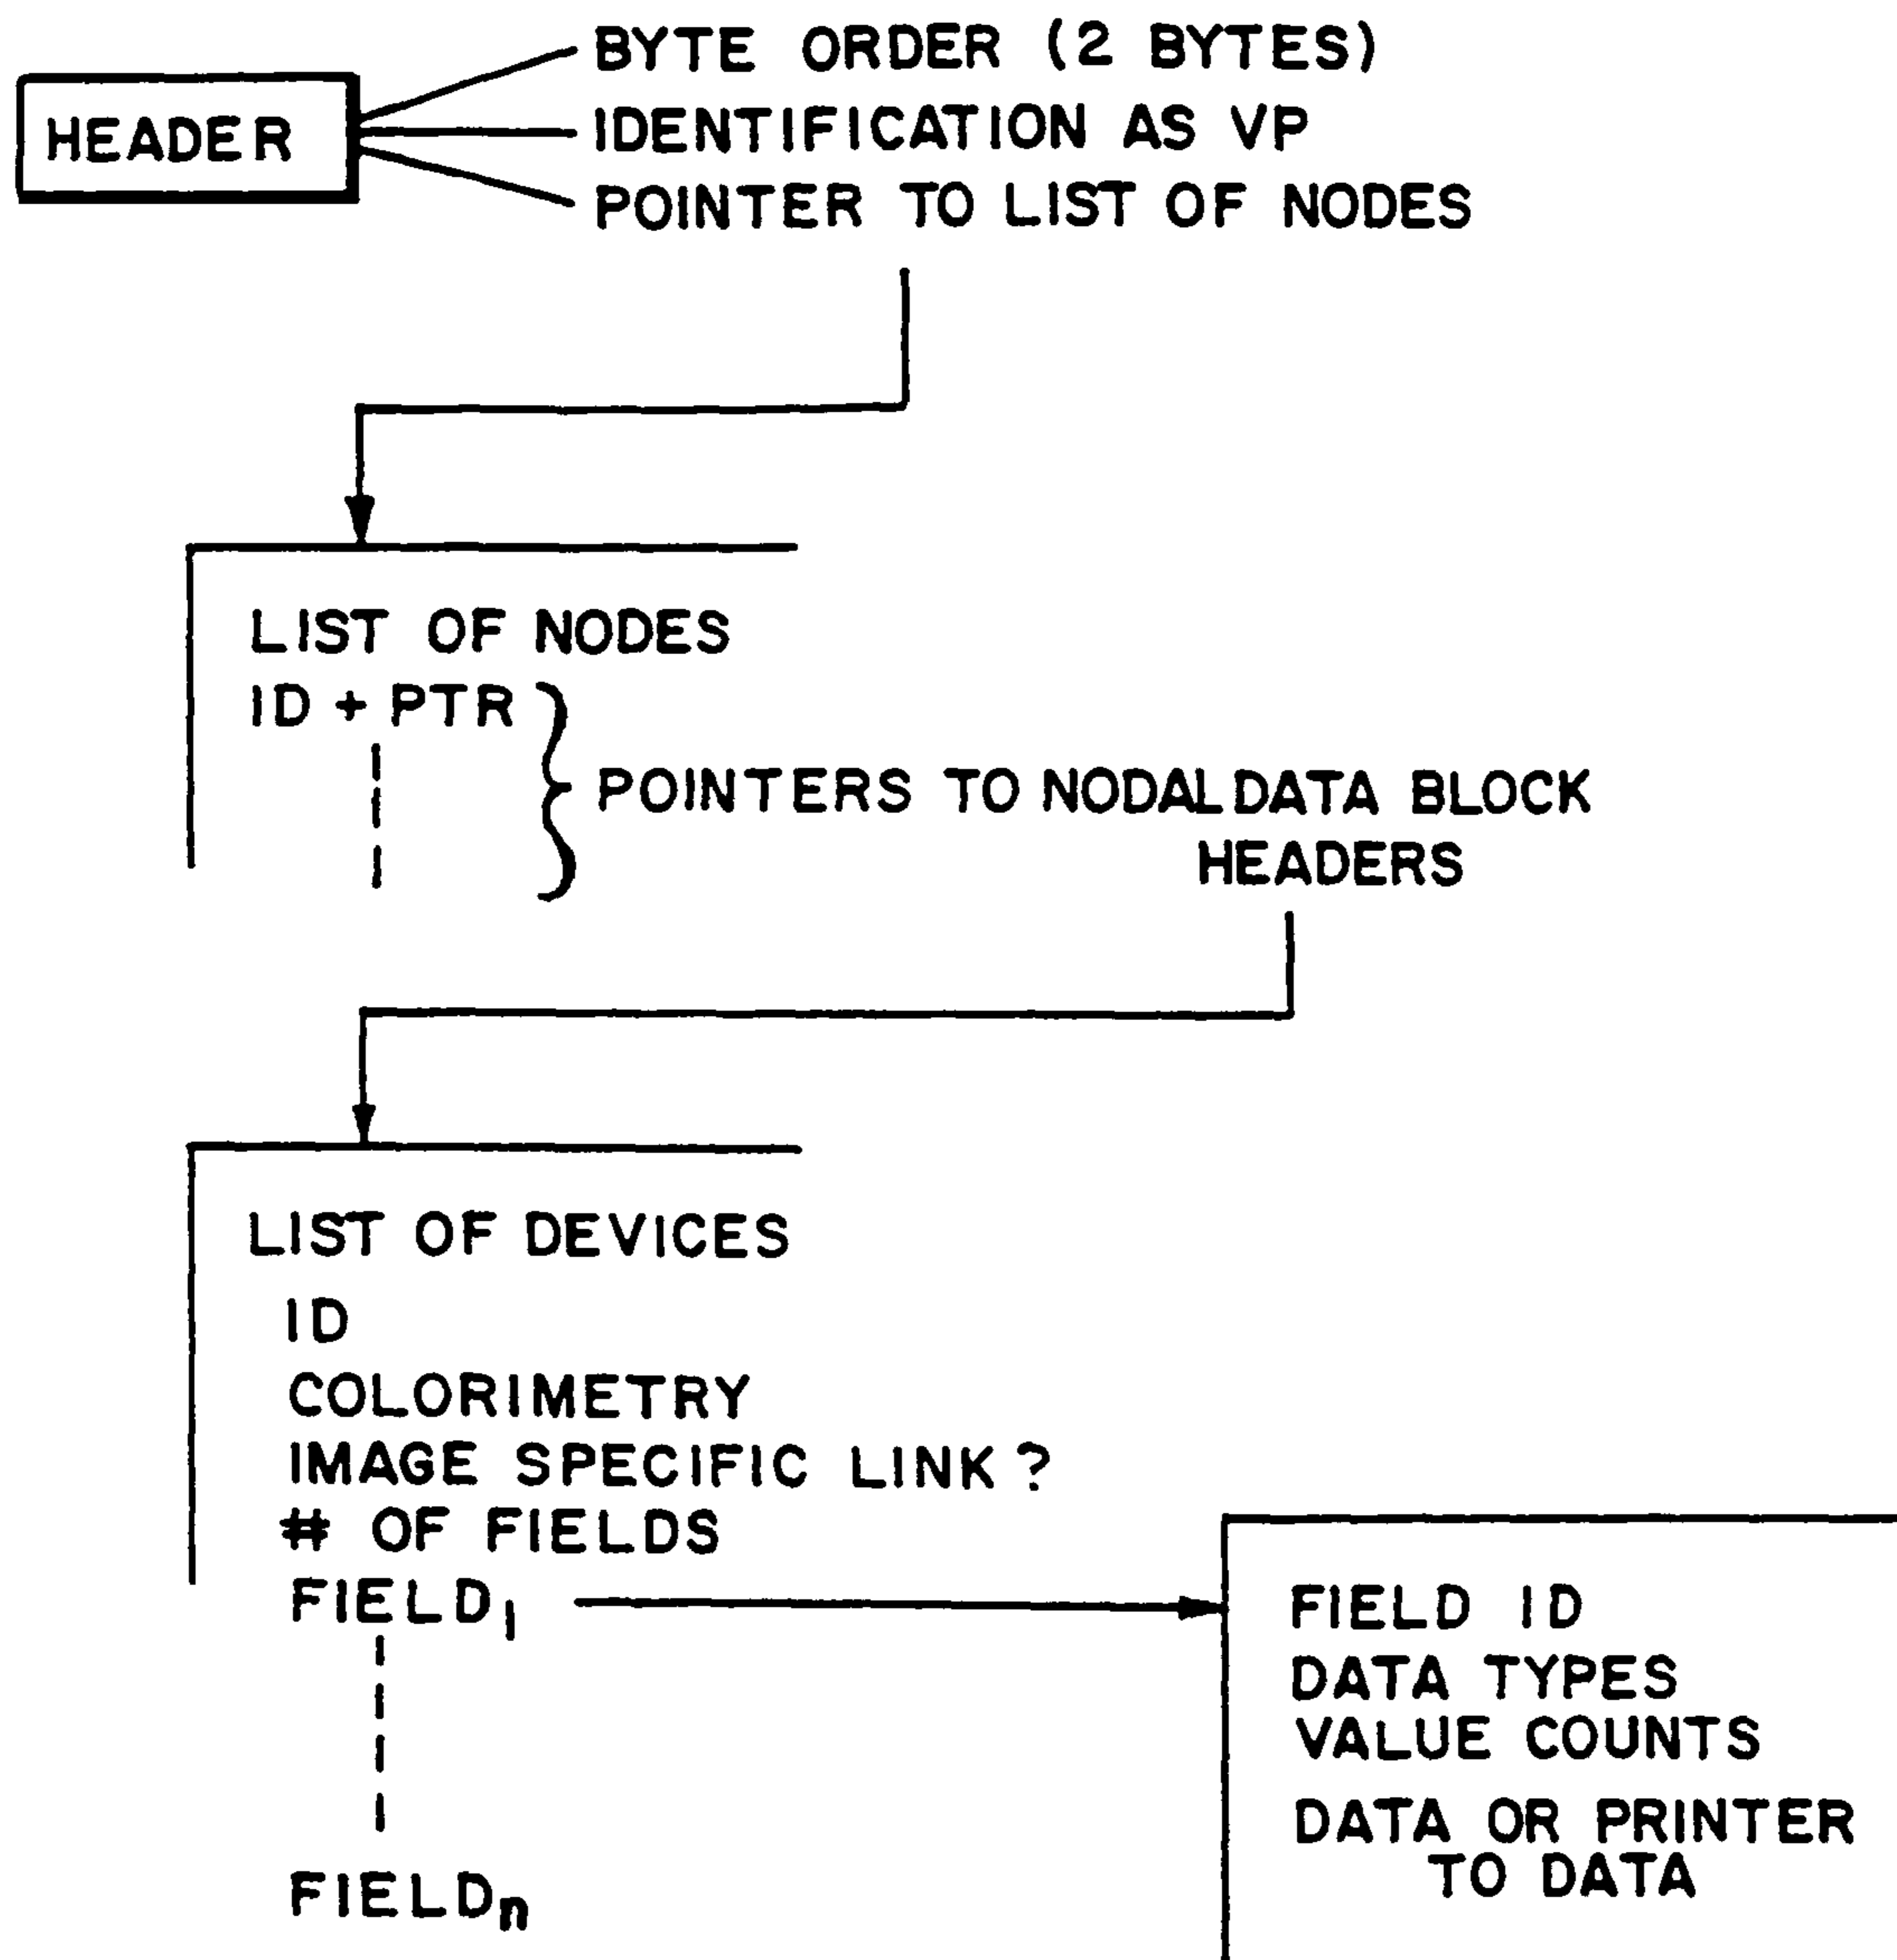 HEADER
BYTE ORDER (2 BYTES)
IDENTIFICATION AS VP
POINTER TO LIST OF NODES
LIST OF NODES
ID + PTR
POINTERS TO NODAL DATA BLOCK
HEADERS
LIST OF DEVICES
ID
COLORIMETRY
IMAGE SPECIFIC LINK ?
# OF FIELDS
FIELD₁
FIELDₙ
FIELD ID
DATA TYPES
VALUE COUNTS
DATA OR PRINTER
TO DATA